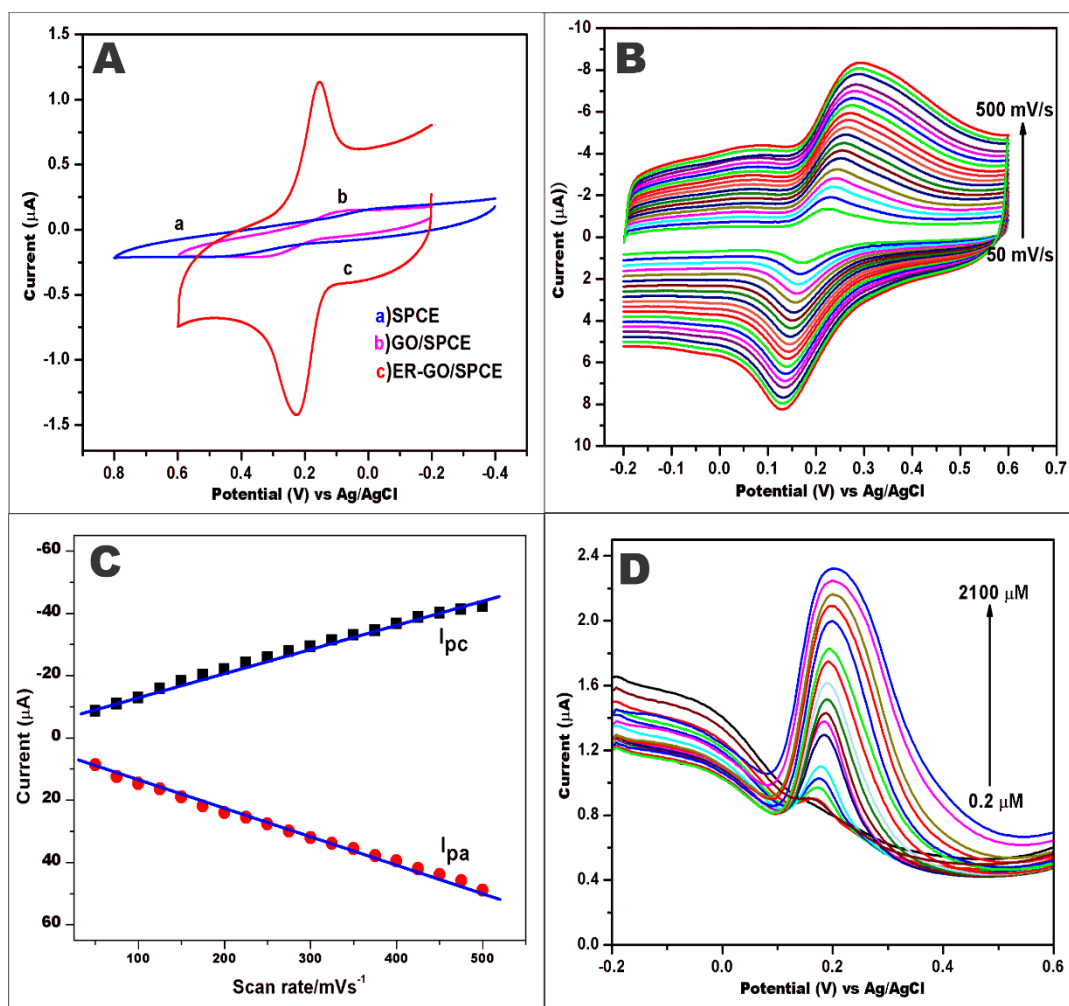 A
1.5
1.0
0.5
0.0
-0.5
-1.0
-1.5
Current (μA)
a
b
c
a)SPCE
b)GO/SPCE
c)ER-GO/SPCE
0.8 0.6 0.4 0.2 0.0 -0.2 -0.4
Potential (V) vs Ag/AgCl
B
-10
-8
-6
-4
-2
0
2
4
6
8
10
Current (μA))
500 mV/s
50 mV/s
-0.2 -0.1 0.0 0.1 0.2 0.3 0.4 0.5 0.6 0.7
Potential (V) vs Ag/AgCl
C
-60
-40
-20
0
20
40
60
Current (μA)
Ipc
Ipa
100 200 300 400 500
Scan rate/mVs-1
D
2.4
2.0
1.6
1.2
0.8
0.4
0.0
Current (μA)
2100 μM
0.2 μM
-0.2 0.0 0.2 0.4 0.6
Potential (V) vs Ag/AgCl